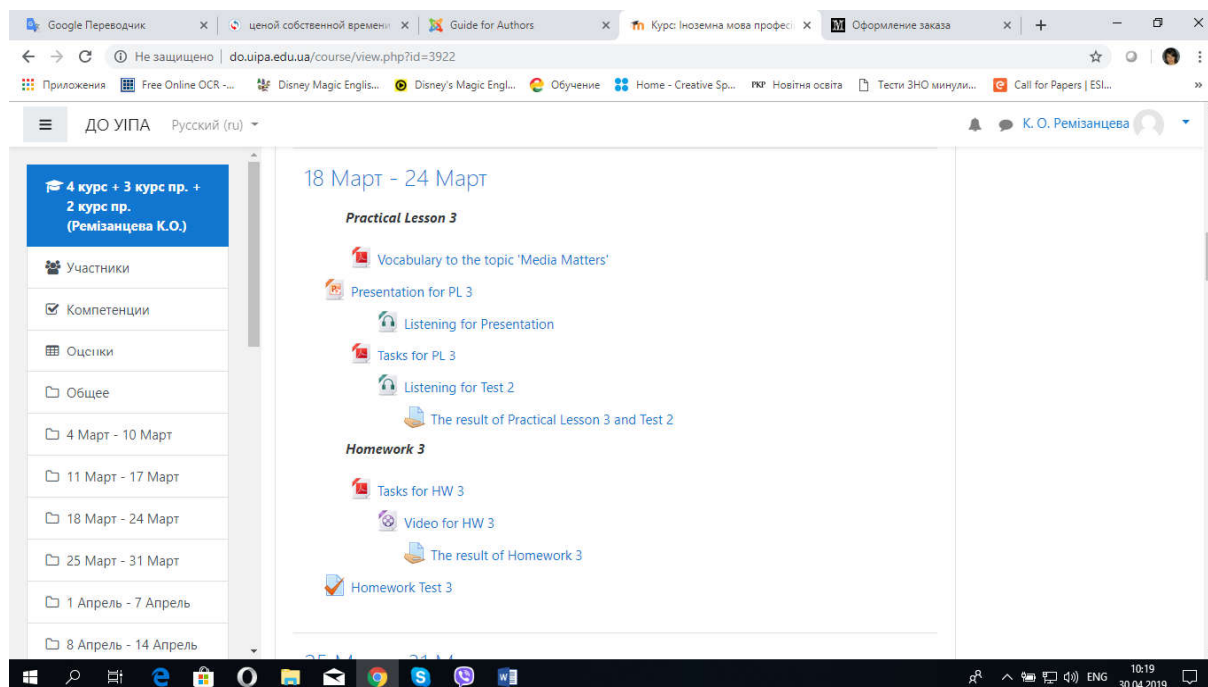 Google Переводчик
ценой собственной времени
Guide for Authors
Курс: Іноземна мова професі
Оформление заказа
Не защищено | do.uipa.edu.ua/course/view.php?id=3922
Приложения
Free Online OCR -...
Disney Magic Englis...
Disney's Magic Engl...
Обучение
Home - Creative Sp...
PKP Новітня освіта
Тести ЗНО минули...
Call for Papers | ESI...
»
ДО УІПА
Русский (ru)
К. О. Ремізанцева
4 курс + 3 курс пр. +
2 курс пр.
(Ремізанцева К.О.)
Участники
Компетенции
Оценки
Общее
4 Март - 10 Март
11 Март - 17 Март
18 Март - 24 Март
25 Март - 31 Март
1 Апрель - 7 Апрель
8 Апрель - 14 Апрель
18 Март - 24 Март
Practical Lesson 3
Vocabulary to the topic 'Media Matters'
Presentation for PL 3
Listening for Presentation
Tasks for PL 3
Listening for Test 2
The result of Practical Lesson 3 and Test 2
Homework 3
Tasks for HW 3
Video for HW 3
The result of Homework 3
Homework Test 3
ENG
10:19
30.04.2019